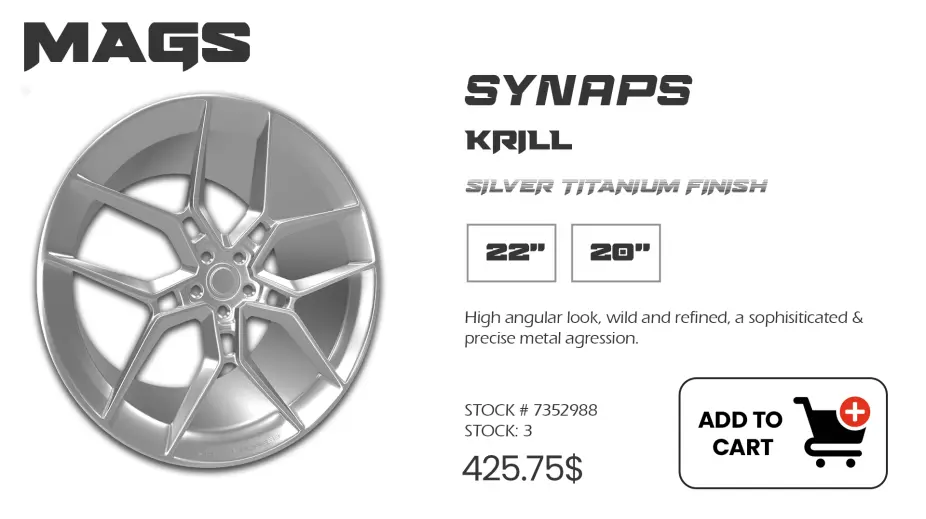 MAGS
SYNAPS
KRILL
SILVER TITANIUM FINISH
22" 20"
High angular look, wild and refined, a sophisiticated &
precise metal agression.
STOCK # 7352988
STOCK: 3
425.75$
ADD TO
CART